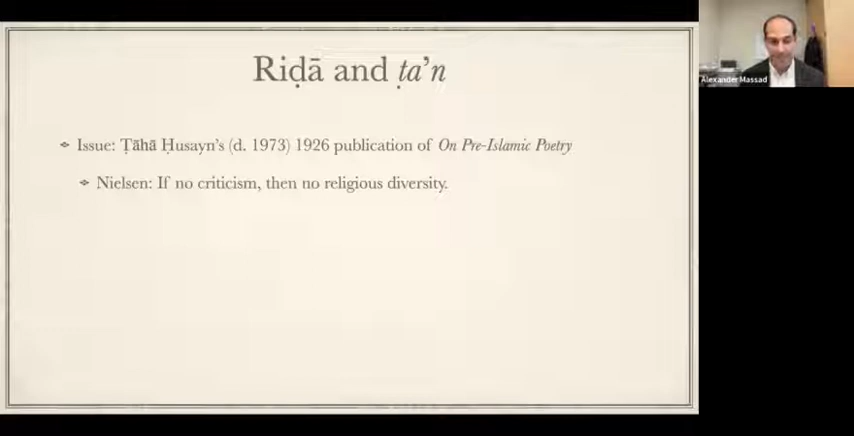 Riḍā and ṭa’n
Issue: Ṭāhā Ḥusayn’s (d. 1973) 1926 publication of On Pre-Islamic Poetry
Nielsen: If no criticism, then no religious diversity.
Alexander Massad